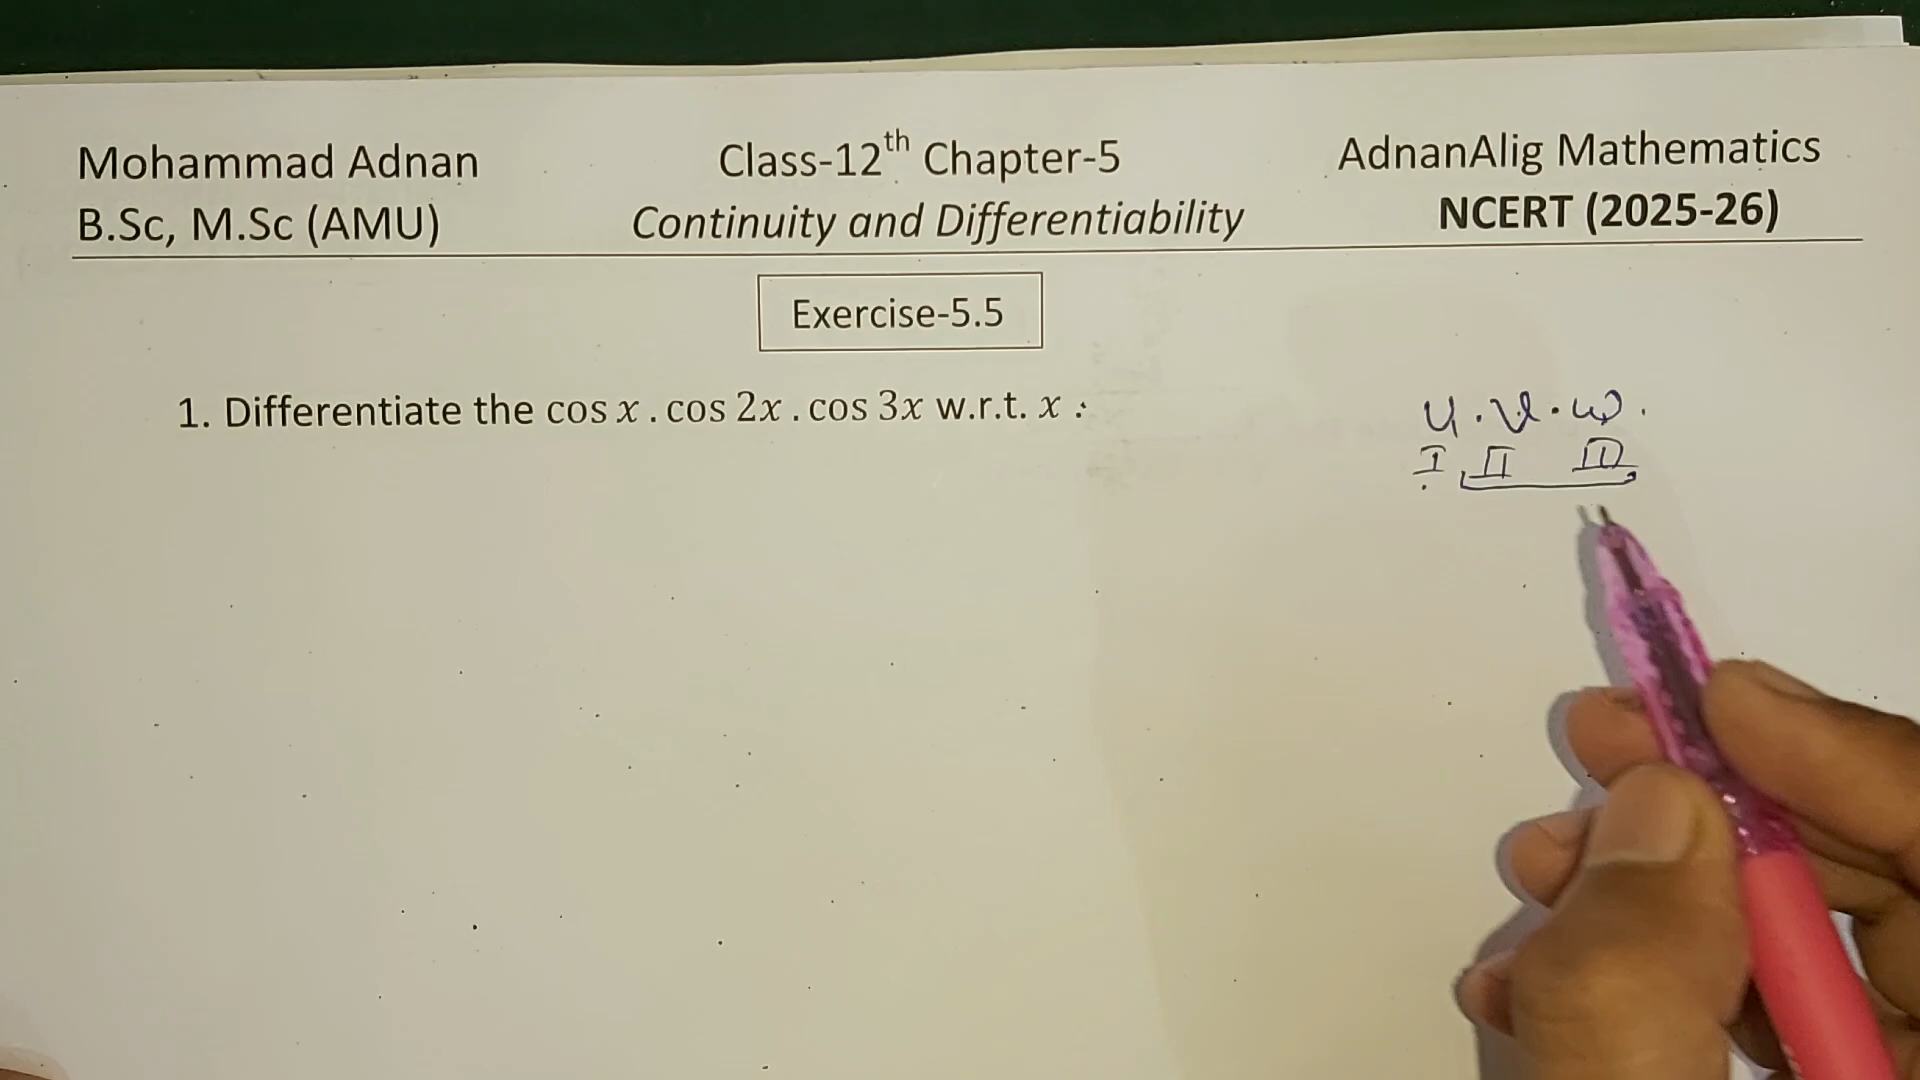 Mohammad Adnan
B.Sc, M.Sc (AMU)
Class-12th Chapter-5
Continuity and Differentiability
AdnanAlig Mathematics
NCERT (2025-26)
Exercise-5.5
1. Differentiate the cos x . cos 2x . cos 3x w.r.t. x :
u . v . w .
I II III